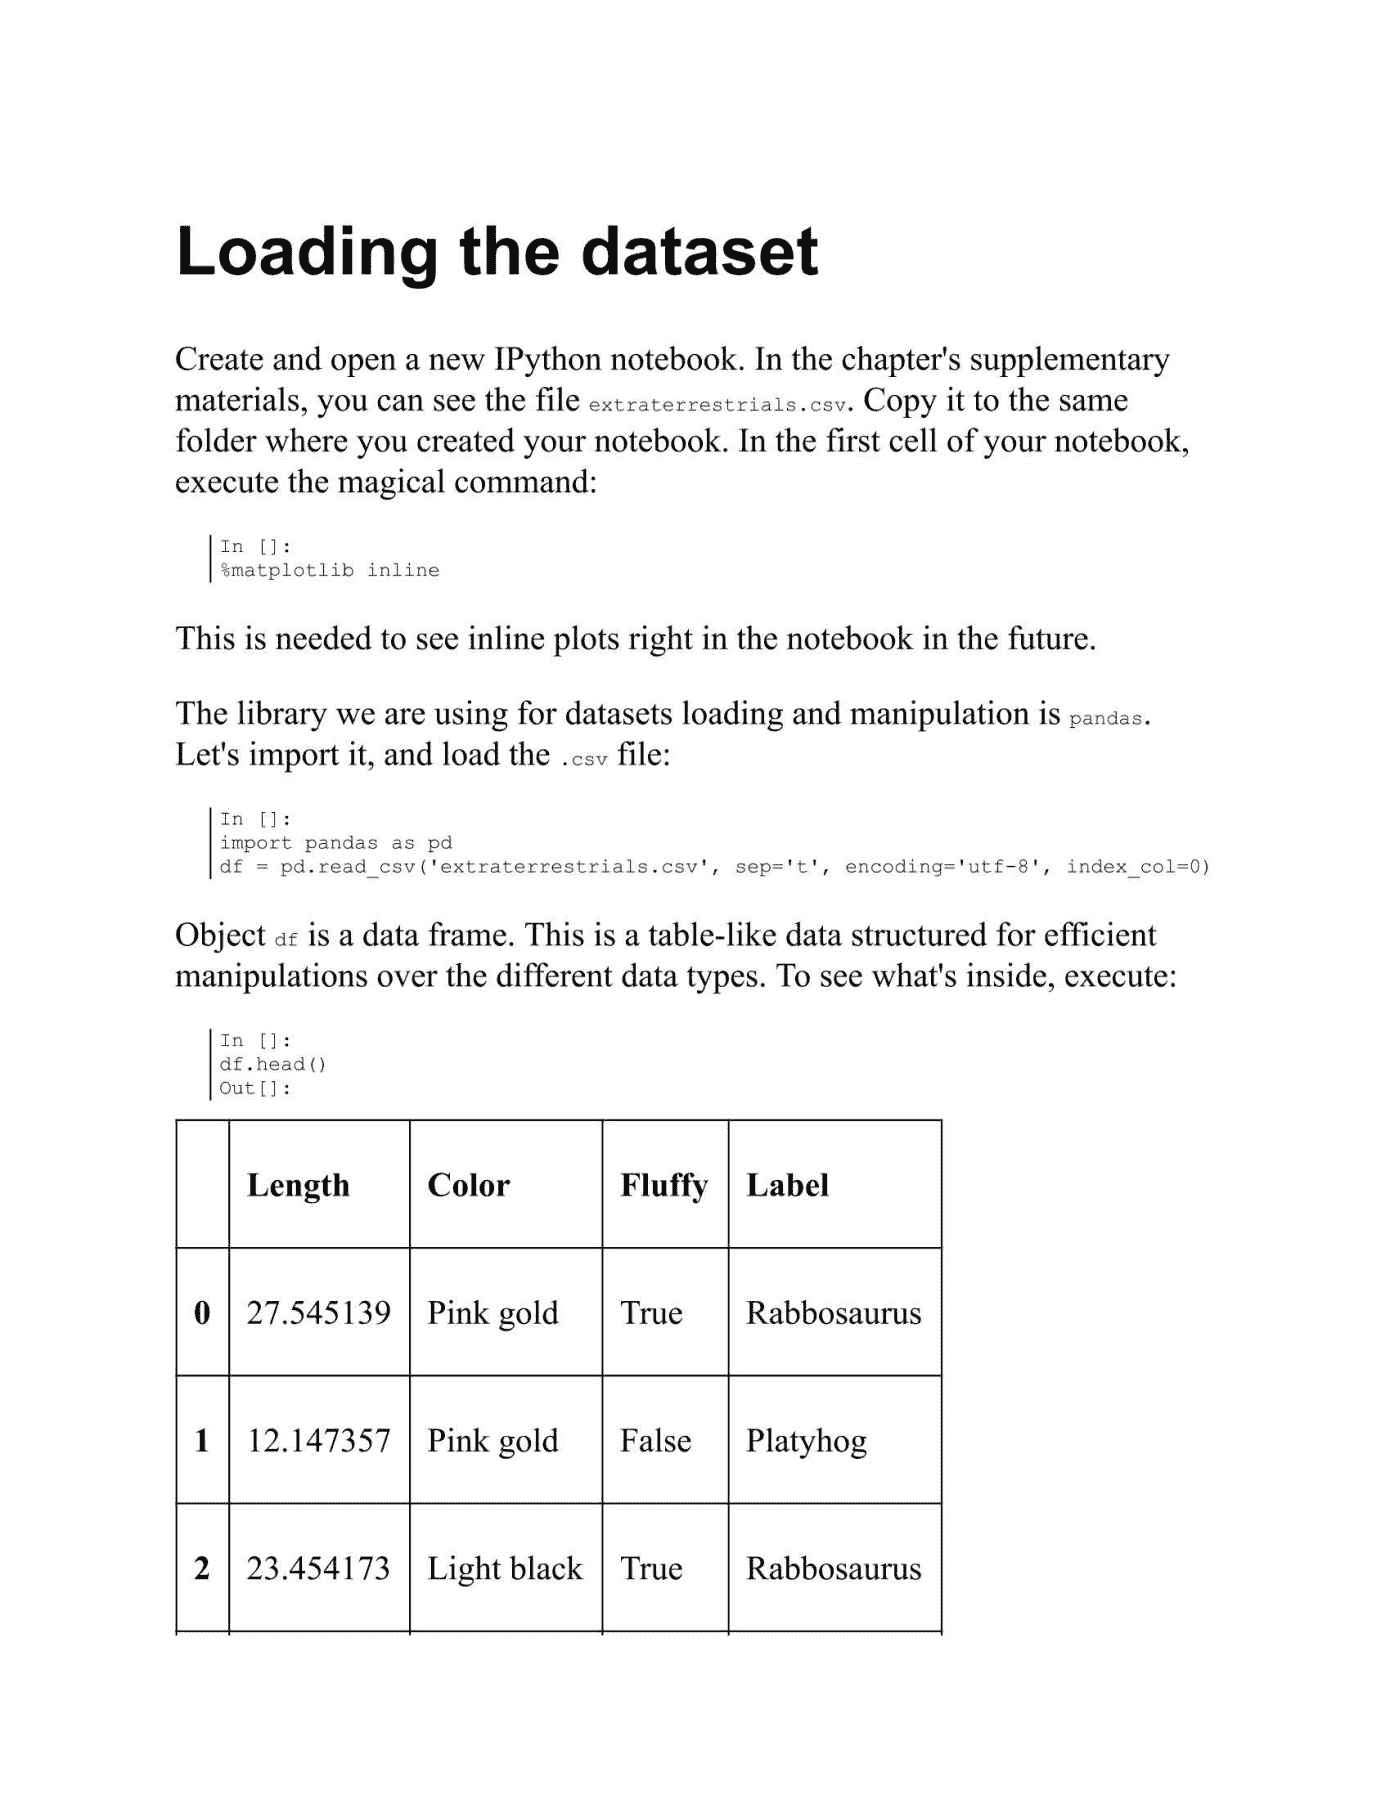 Loading the dataset
Create and open a new IPython notebook. In the chapter's supplementary
materials, you can see the file extraterrestrials.csv. Copy it to the same
folder where you created your notebook. In the first cell of your notebook,
execute the magical command:
In []:
%matplotlib inline
This is needed to see inline plots right in the notebook in the future.
The library we are using for datasets loading and manipulation is pandas.
Let's import it, and load the .csv file:
In []:
import pandas as pd
df = pd.read_csv('extraterrestrials.csv', sep='t', encoding='utf-8', index_col=0)
Object df is a data frame. This is a table-like data structured for efficient
manipulations over the different data types. To see what's inside, execute:
In []:
df.head()
Out[]:
Length Color Fluffy Label
0 27.545139 Pink gold True Rabbosaurus
1 12.147357 Pink gold False Platyhog
2 23.454173 Light black True Rabbosaurus